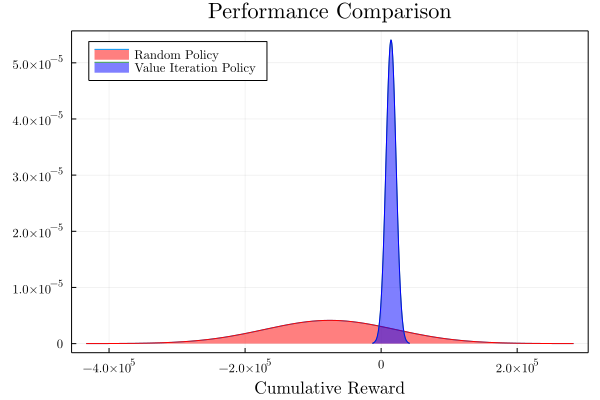 Performance Comparison
Random Policy
Value Iteration Policy
5.0×10⁻⁵
4.0×10⁻⁵
3.0×10⁻⁵
2.0×10⁻⁵
1.0×10⁻⁵
0
−4.0×10⁵ −2.0×10⁵ 0 2.0×10⁵
Cumulative Reward